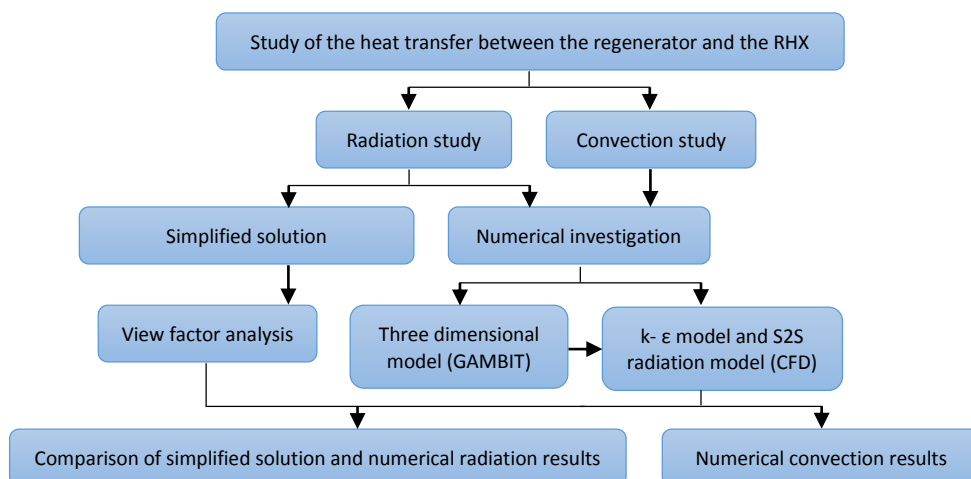 Study of the heat transfer between the regenerator and the RHX
Radiation study
Convection study
Simplified solution
Numerical investigation
View factor analysis
Three dimensional
model (GAMBIT)
k- ε model and S2S
radiation model (CFD)
Comparison of simplified solution and numerical radiation results
Numerical convection results